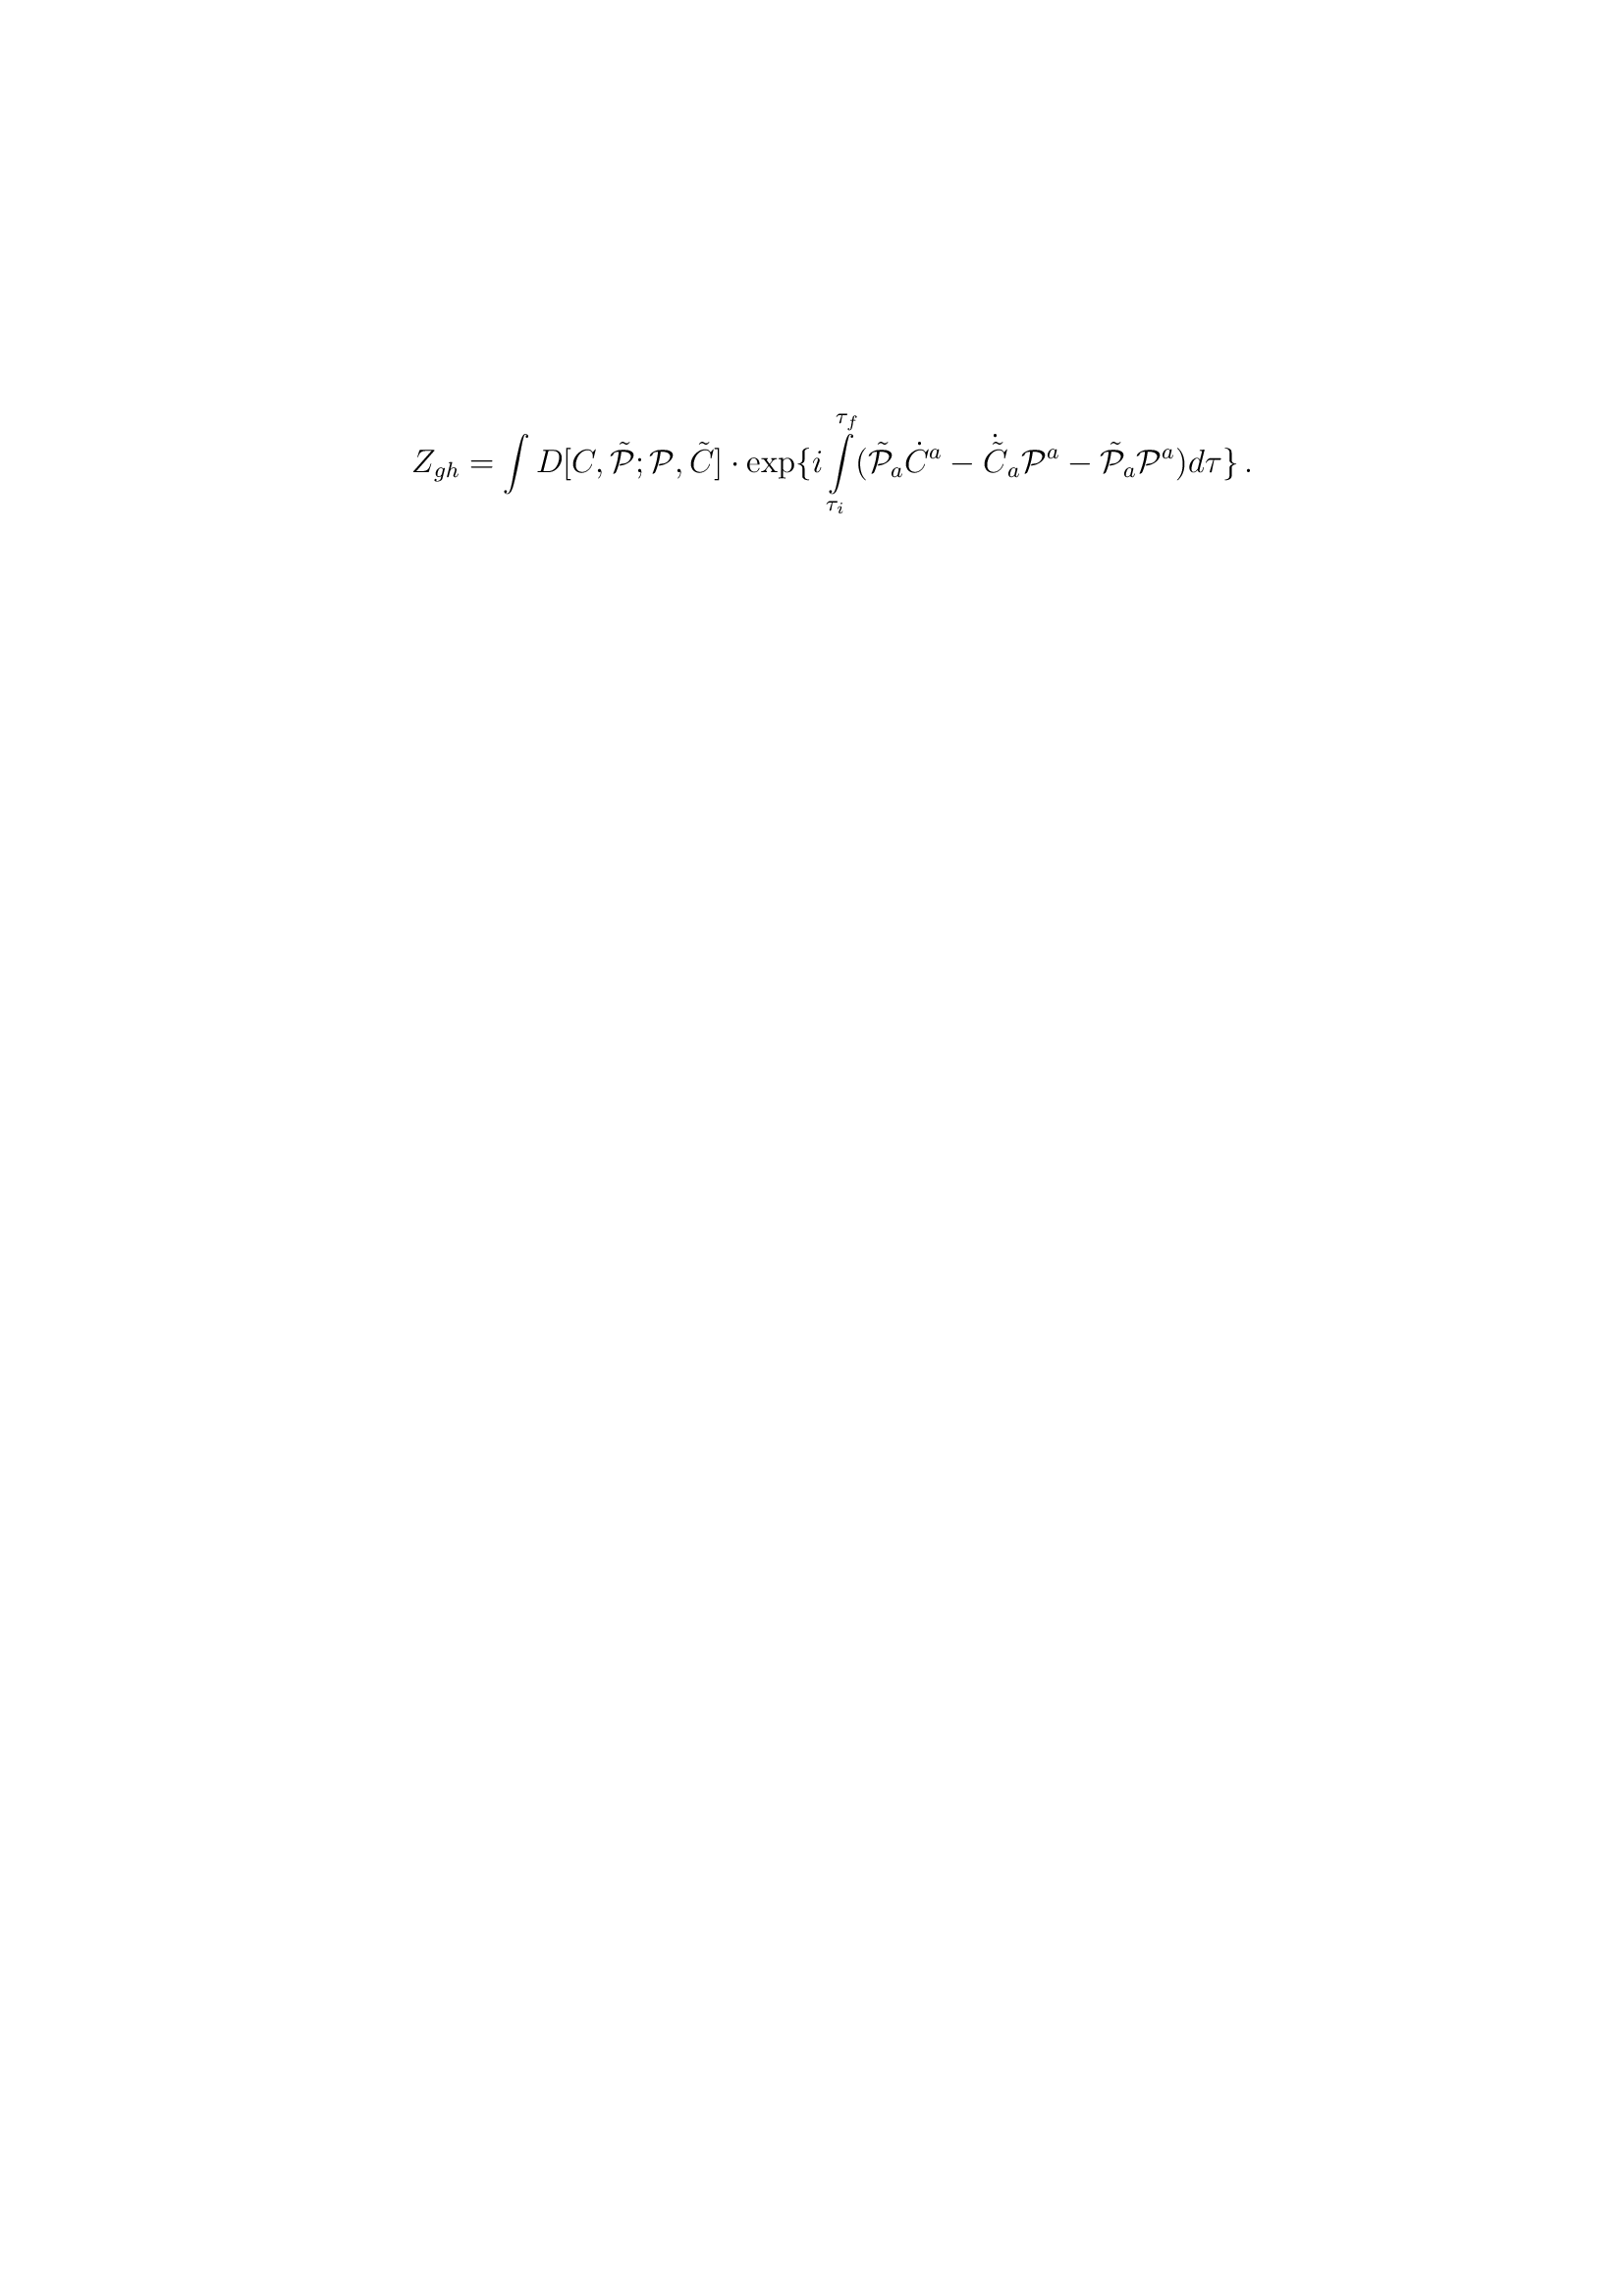 $Z_{gh} = \int D[C, \tilde{\mathcal{P}}; \mathcal{P}, \tilde{C}] \cdot \exp\{i \int\limits_{\tau_i}^{\tau_f} (\tilde{\mathcal{P}}_a \dot{C}^a - \dot{\tilde{C}}_a \mathcal{P}^a - \tilde{\mathcal{P}}_a \mathcal{P}^a) d\tau\} \, .$